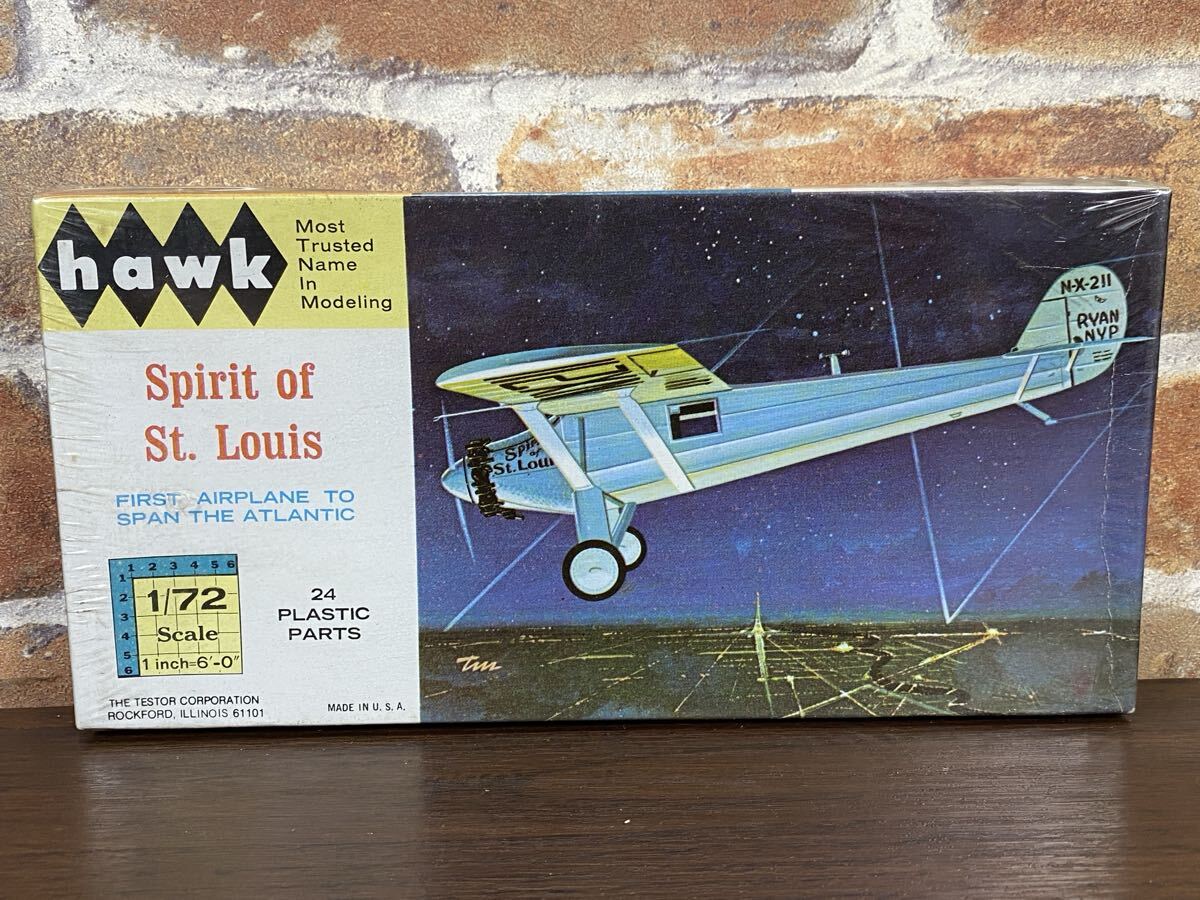 hawk
Most
Trusted
Name
In
Modeling
Spirit of
St. Louis
FIRST AIRPLANE TO
SPAN THE ATLANTIC
1 2 3 4 5 6
1
2
3
4
5
6
1/72
Scale
1 inch=6'-0"
24
PLASTIC
PARTS
THE TESTOR CORPORATION
ROCKFORD, ILLINOIS 61101
MADE IN U. S. A.
N-X-211
RYAN
NYP
Spirit
of
St. Louis